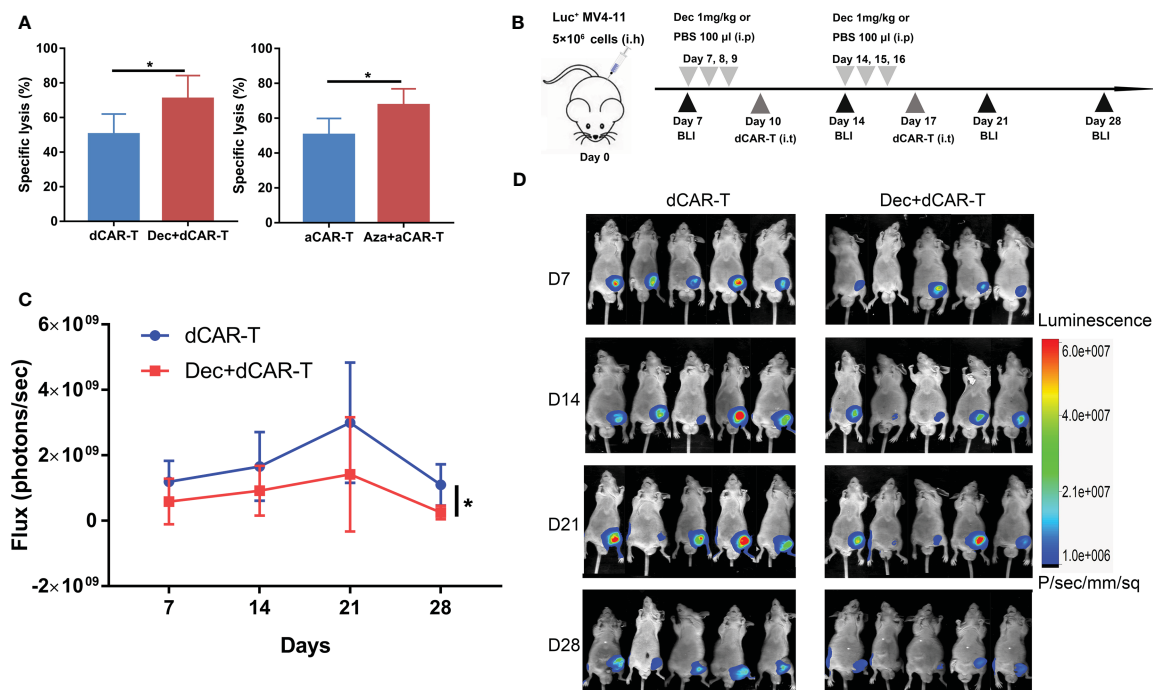 A
Specific lysis (%)
100
80
60
40
20
0
*
dCAR-T
Dec+dCAR-T
Specific lysis (%)
100
80
60
40
20
0
*
aCAR-T
Aza+aCAR-T
B
Luc⁺ MV4-11
5×10⁶ cells (i.h)
Day 0
Dec 1mg/kg or
PBS 100 μl (i.p)
Day 7, 8, 9
Dec 1mg/kg or
PBS 100 μl (i.p)
Day 14, 15, 16
Day 7
BLI
Day 10
dCAR-T (i.t)
Day 14
BLI
Day 17
dCAR-T (i.t)
Day 21
BLI
Day 28
BLI
C
Flux (photons/sec)
6×10⁰⁹
4×10⁰⁹
2×10⁰⁹
0
-2×10⁰⁹
dCAR-T
Dec+dCAR-T
*
7
14
21
28
Days
D
dCAR-T
Dec+dCAR-T
D7
D14
D21
D28
Luminescence
6.0e+007
4.0e+007
2.1e+007
1.0e+006
P/sec/mm/sq